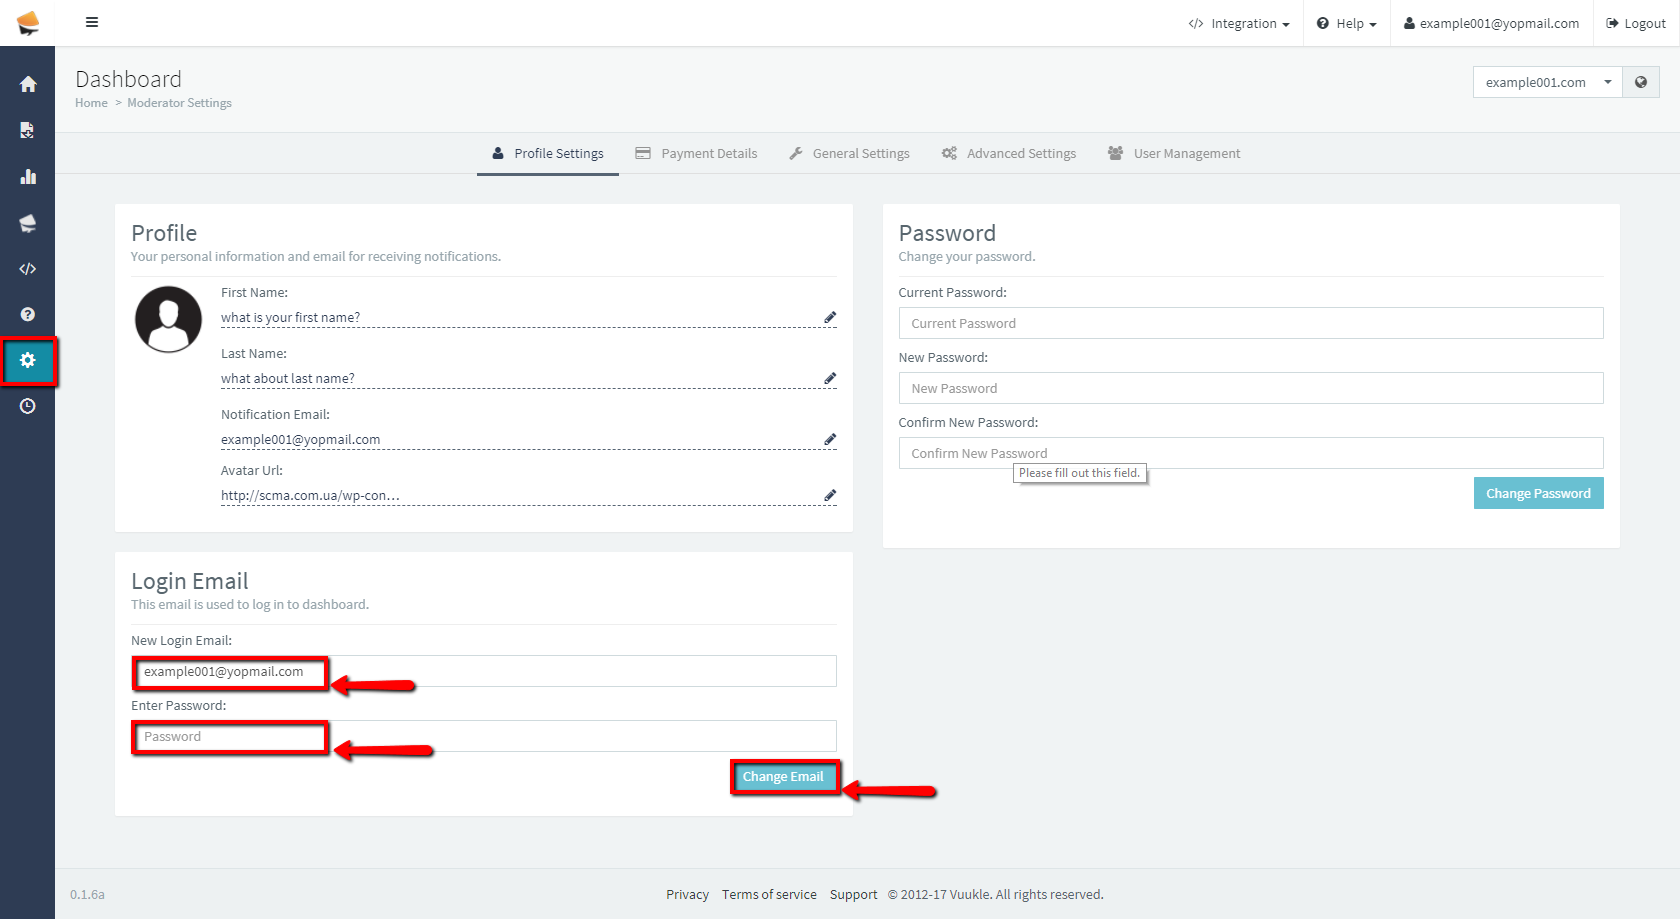 Integration
Help
example001@yopmail.com
Logout
Dashboard
Home > Moderator Settings
example001.com
Profile Settings
Payment Details
General Settings
Advanced Settings
User Management
Profile
Your personal information and email for receiving notifications.
First Name:
what is your first name?
Last Name:
what about last name?
Notification Email:
example001@yopmail.com
Avatar Url:
http://scma.com.ua/wp-con...
Password
Change your password.
Current Password:
Current Password
New Password:
New Password
Confirm New Password:
Confirm New Password
Please fill out this field.
Change Password
Login Email
This email is used to log in to dashboard.
New Login Email:
example001@yopmail.com
Enter Password:
Password
Change Email
0.1.6a
Privacy Terms of service Support © 2012-17 Vuukle. All rights reserved.